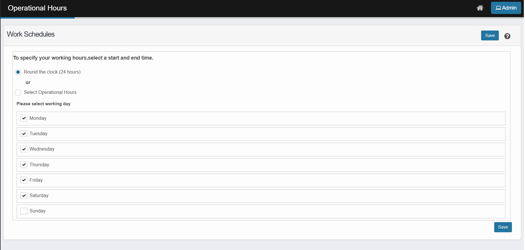 Operational Hours
Admin
Work Schedules
Save
To specify your working hours,select a start and end time.
Round the clock (24 hours)
or
Select Operational Hours
Please select working day
Monday
Tuesday
Wednesday
Thursday
Friday
Saturday
Sunday
Save